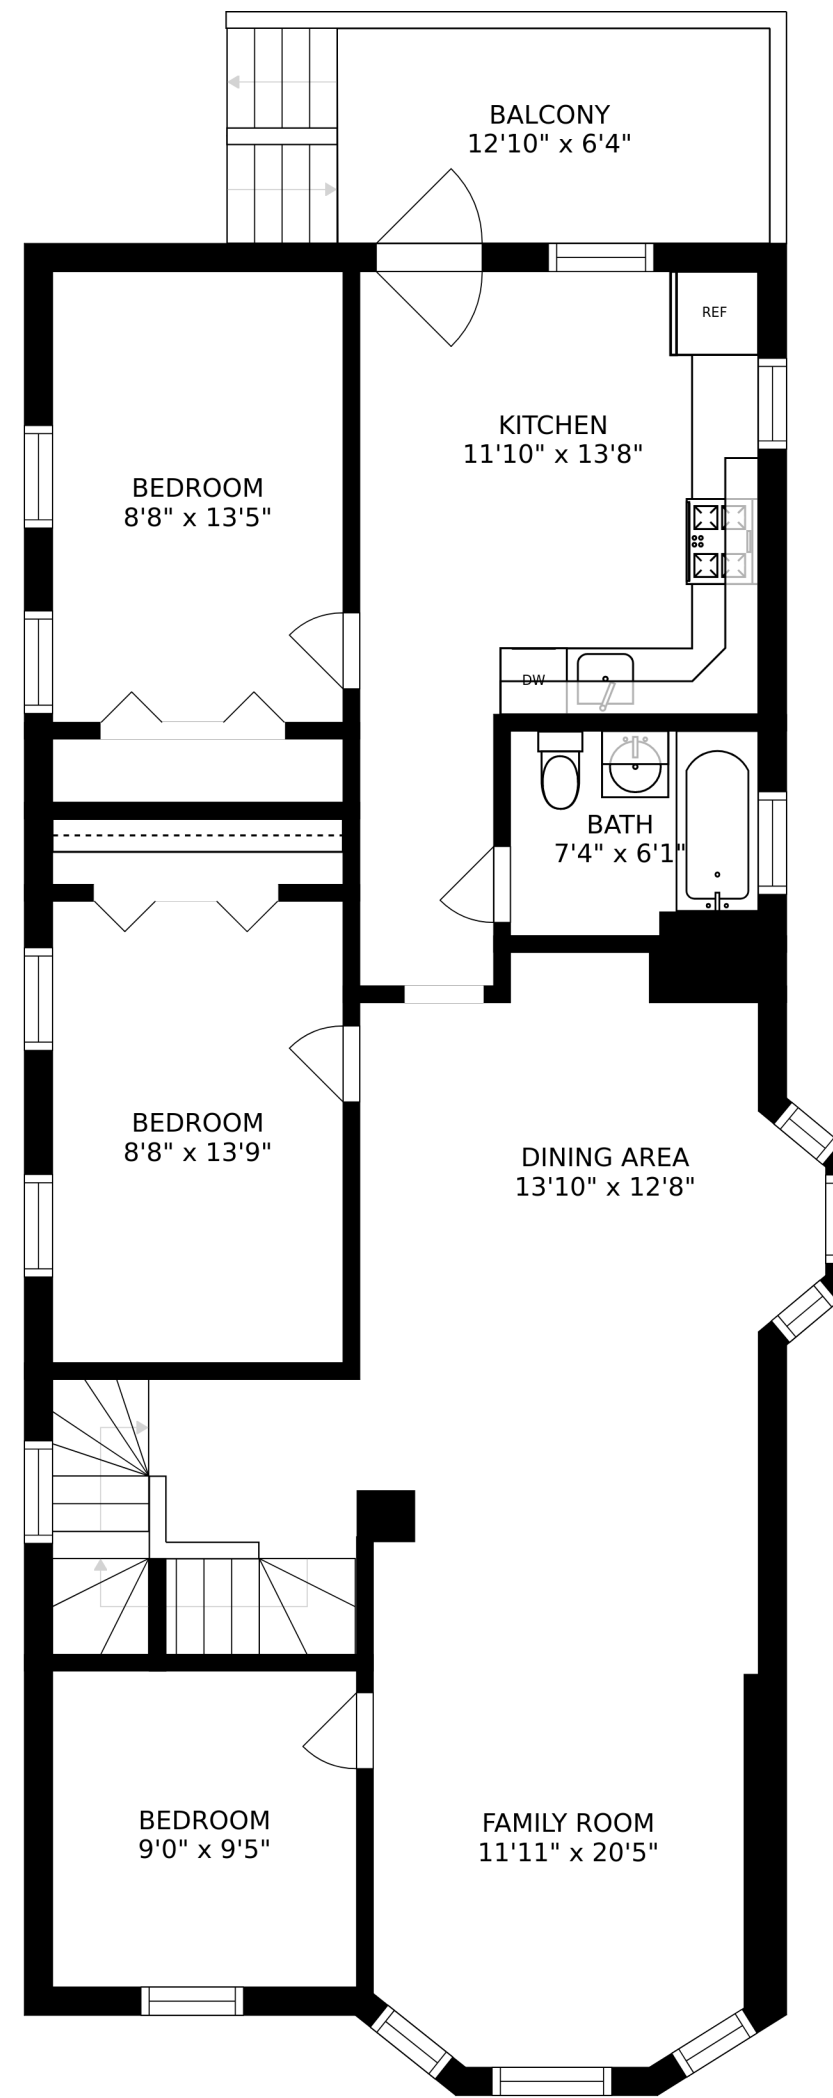 BALCONY
12'10" x 6'4"
REF
KITCHEN
11'10" x 13'8"
BEDROOM
8'8" x 13'5"
DW
BATH
7'4" x 6'1"
BEDROOM
8'8" x 13'9"
DINING AREA
13'10" x 12'8"
BEDROOM
9'0" x 9'5"
FAMILY ROOM
11'11" x 20'5"